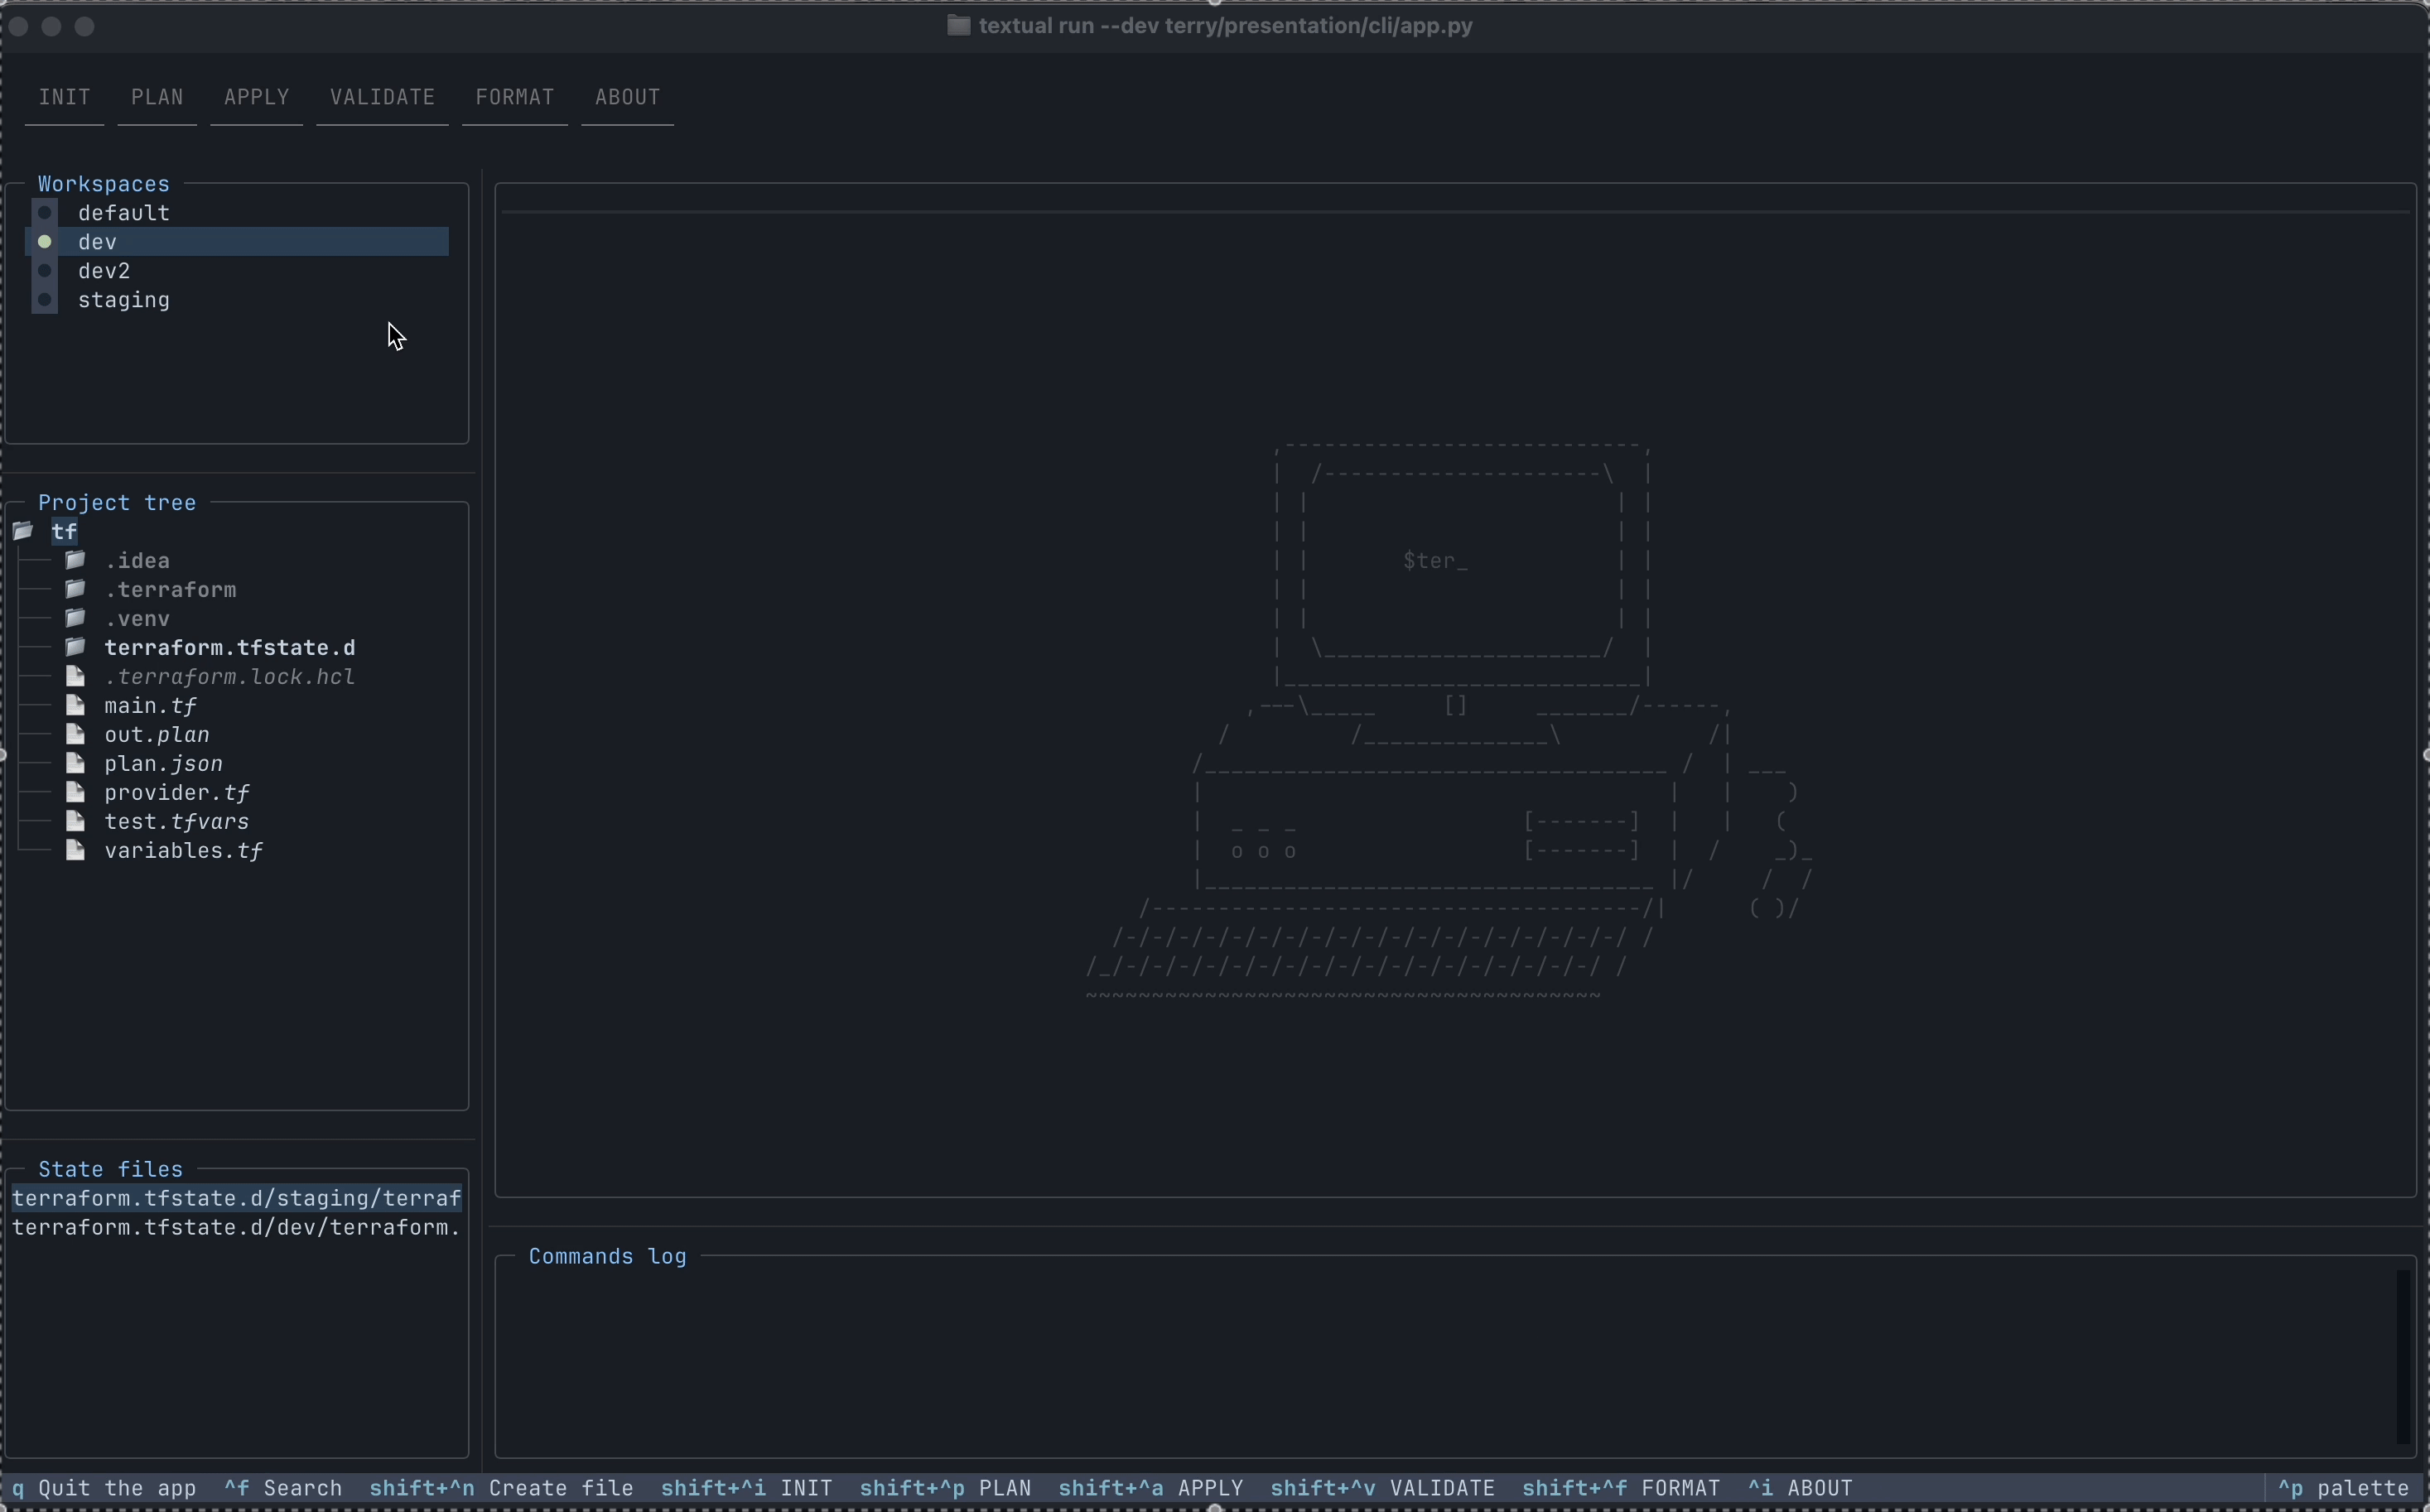 textual run --dev terry/presentation/cli/app.py
INIT PLAN APPLY VALIDATE FORMAT ABOUT
Workspaces
default
dev
dev2
staging
Project tree
tf
.idea
.terraform
.venv
terraform.tfstate.d
.terraform.lock.hcl
main.tf
out.plan
plan.json
provider.tf
test.tfvars
variables.tf
State files
terraform.tfstate.d/staging/terraf
terraform.tfstate.d/dev/terraform.
$ter_
Commands log
q Quit the app ^f Search shift+^n Create file shift+^i INIT shift+^p PLAN shift+^a APPLY shift+^v VALIDATE shift+^f FORMAT ^i ABOUT ^p palette